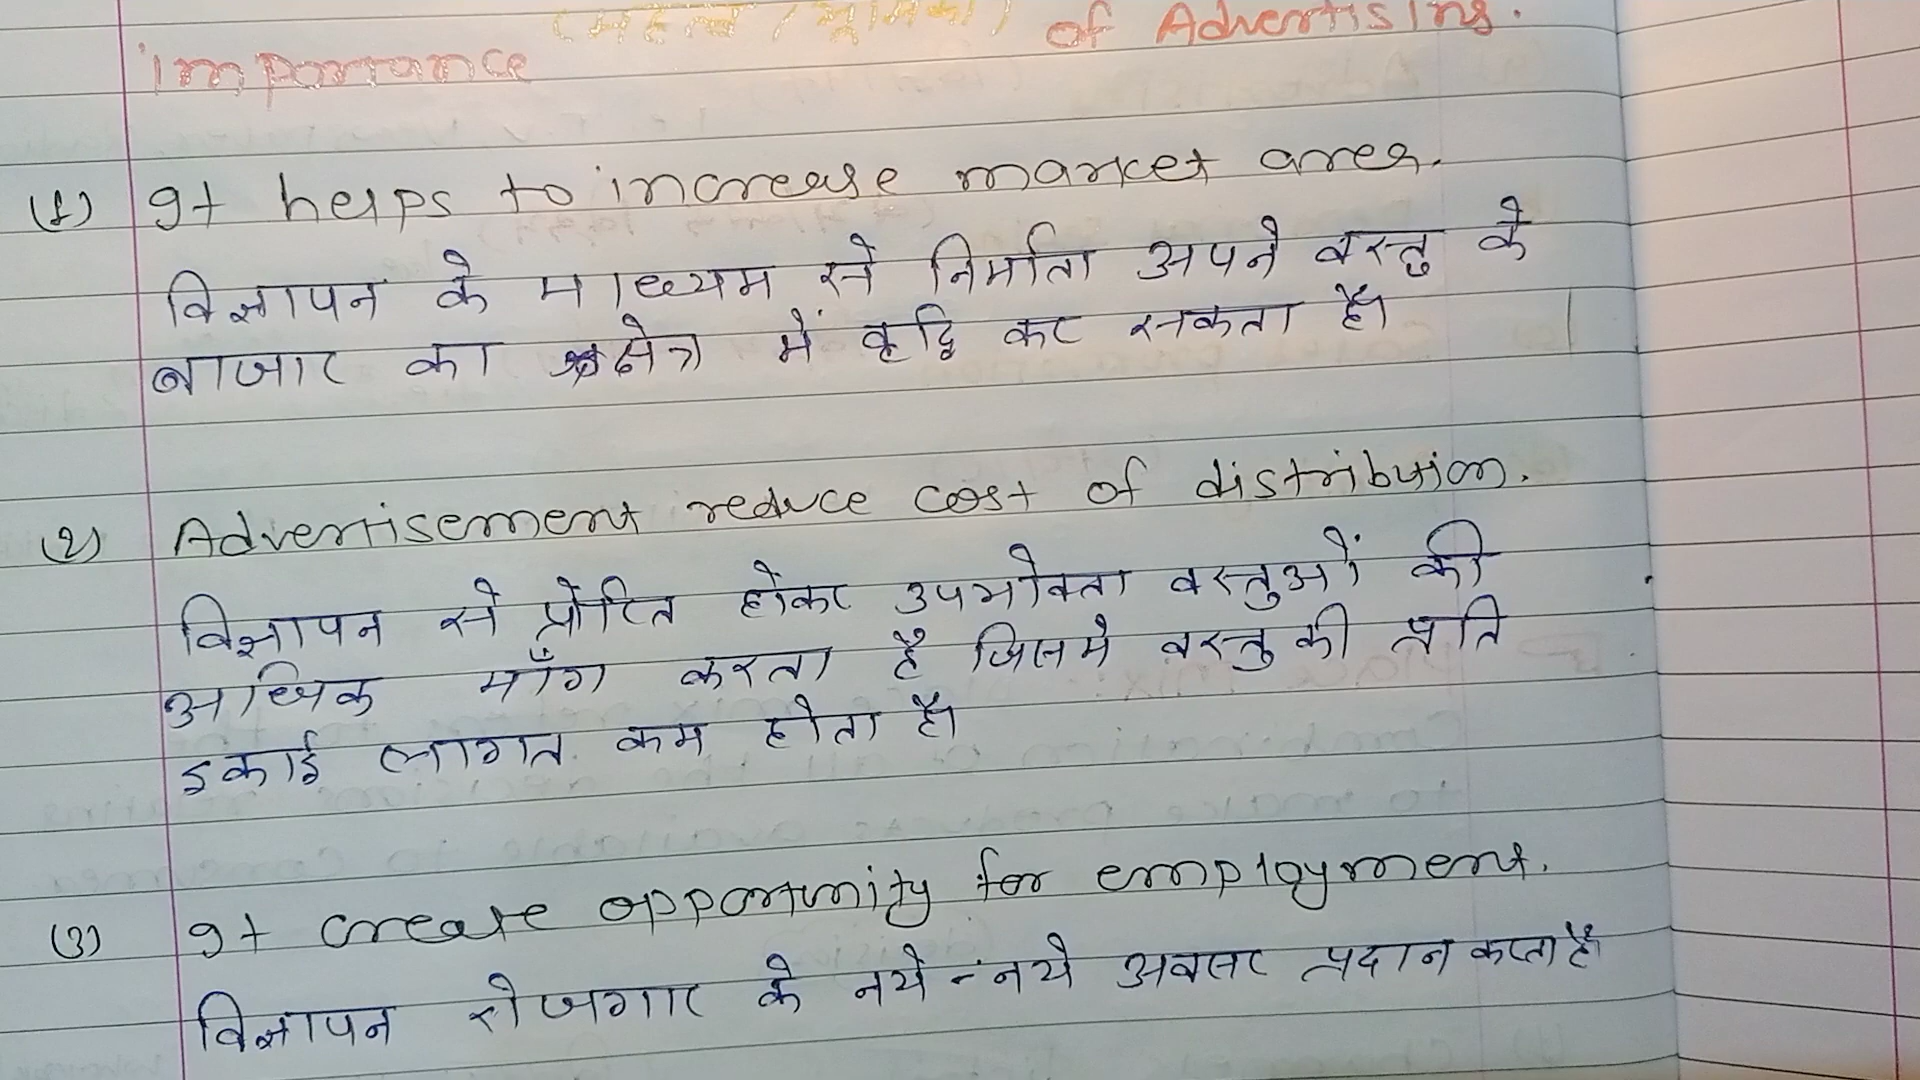 Importance (महत्व / ) of Advertising.
(1) It helps to increase market area.
विज्ञापन के माध्यम से निर्माता अपने वस्तु के
बाजार का क्षेत्र में वृद्धि कर सकता है।
(2) Advertisement reduce cost of distribution.
विज्ञापन से प्रेरित होकर उपभोक्ता वस्तुओं की
अधिक माँग करता है जिसमे वस्तु की प्रति
इकाई लागत कम होता है।
(3) It create opportunity for employment.
विज्ञापन रोजगार के नये-नये अवसर प्रदान करता है